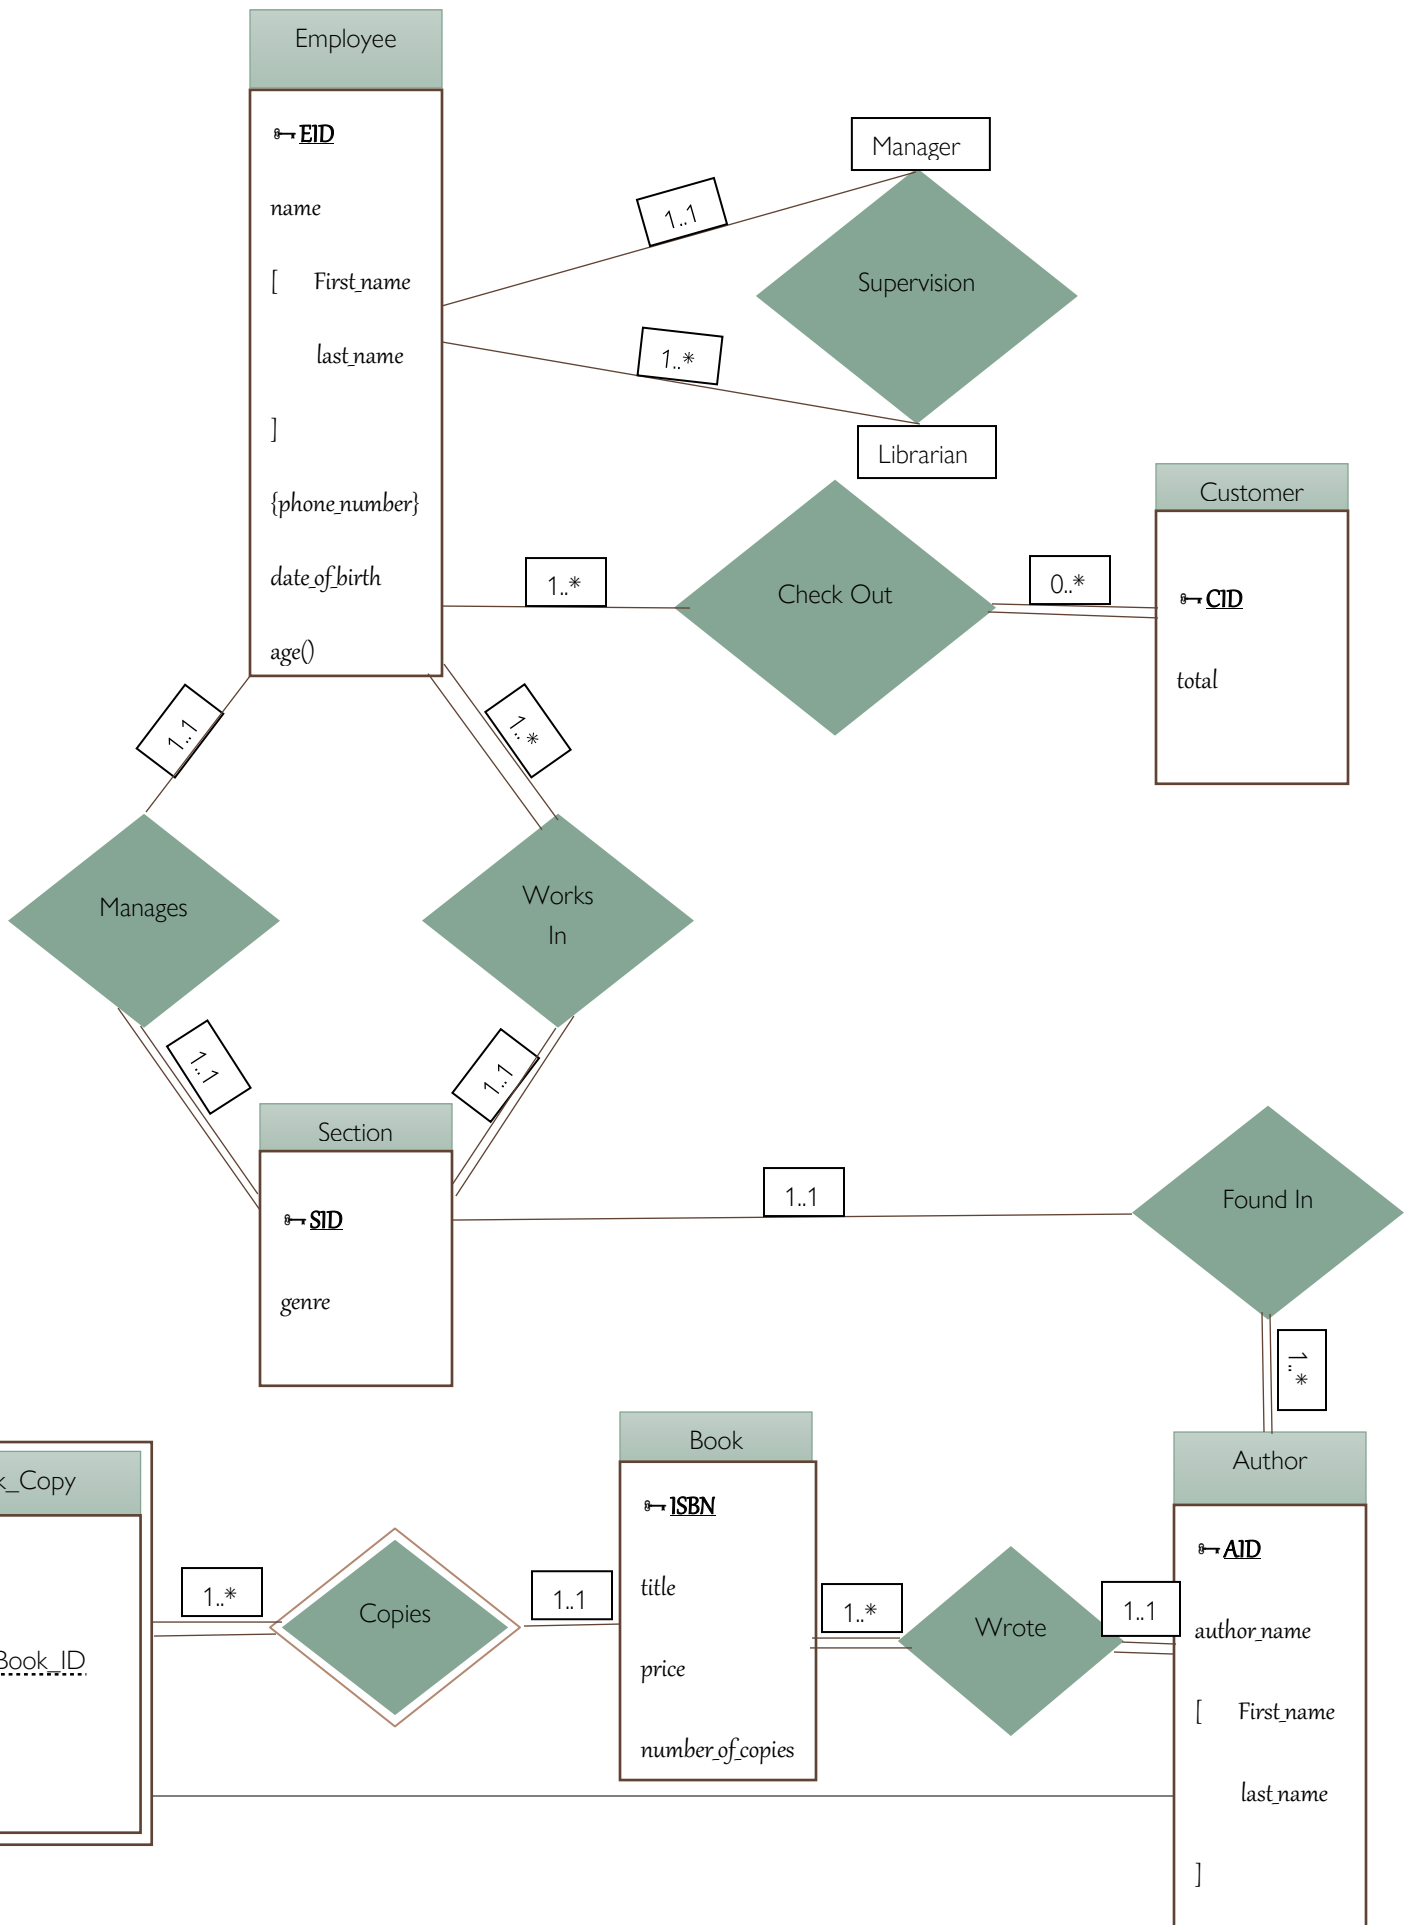 Employee
EID
name
[ First_name
last_name
]
{phone_number}
date_of_birth
age()
Manager
1..1
Supervision
1..*
Librarian
Customer
CID
total
1..*
Check Out
0..*
1..1
1..*
Manages
Works
In
1..1
1..1
Section
SID
genre
1..1
Found In
1..*
k_Copy
Book_ID
1..*
Copies
1..1
Book
ISBN
title
price
number_of_copies
1..*
Wrote
1..1
Author
AID
author_name
[ First_name
last_name
]